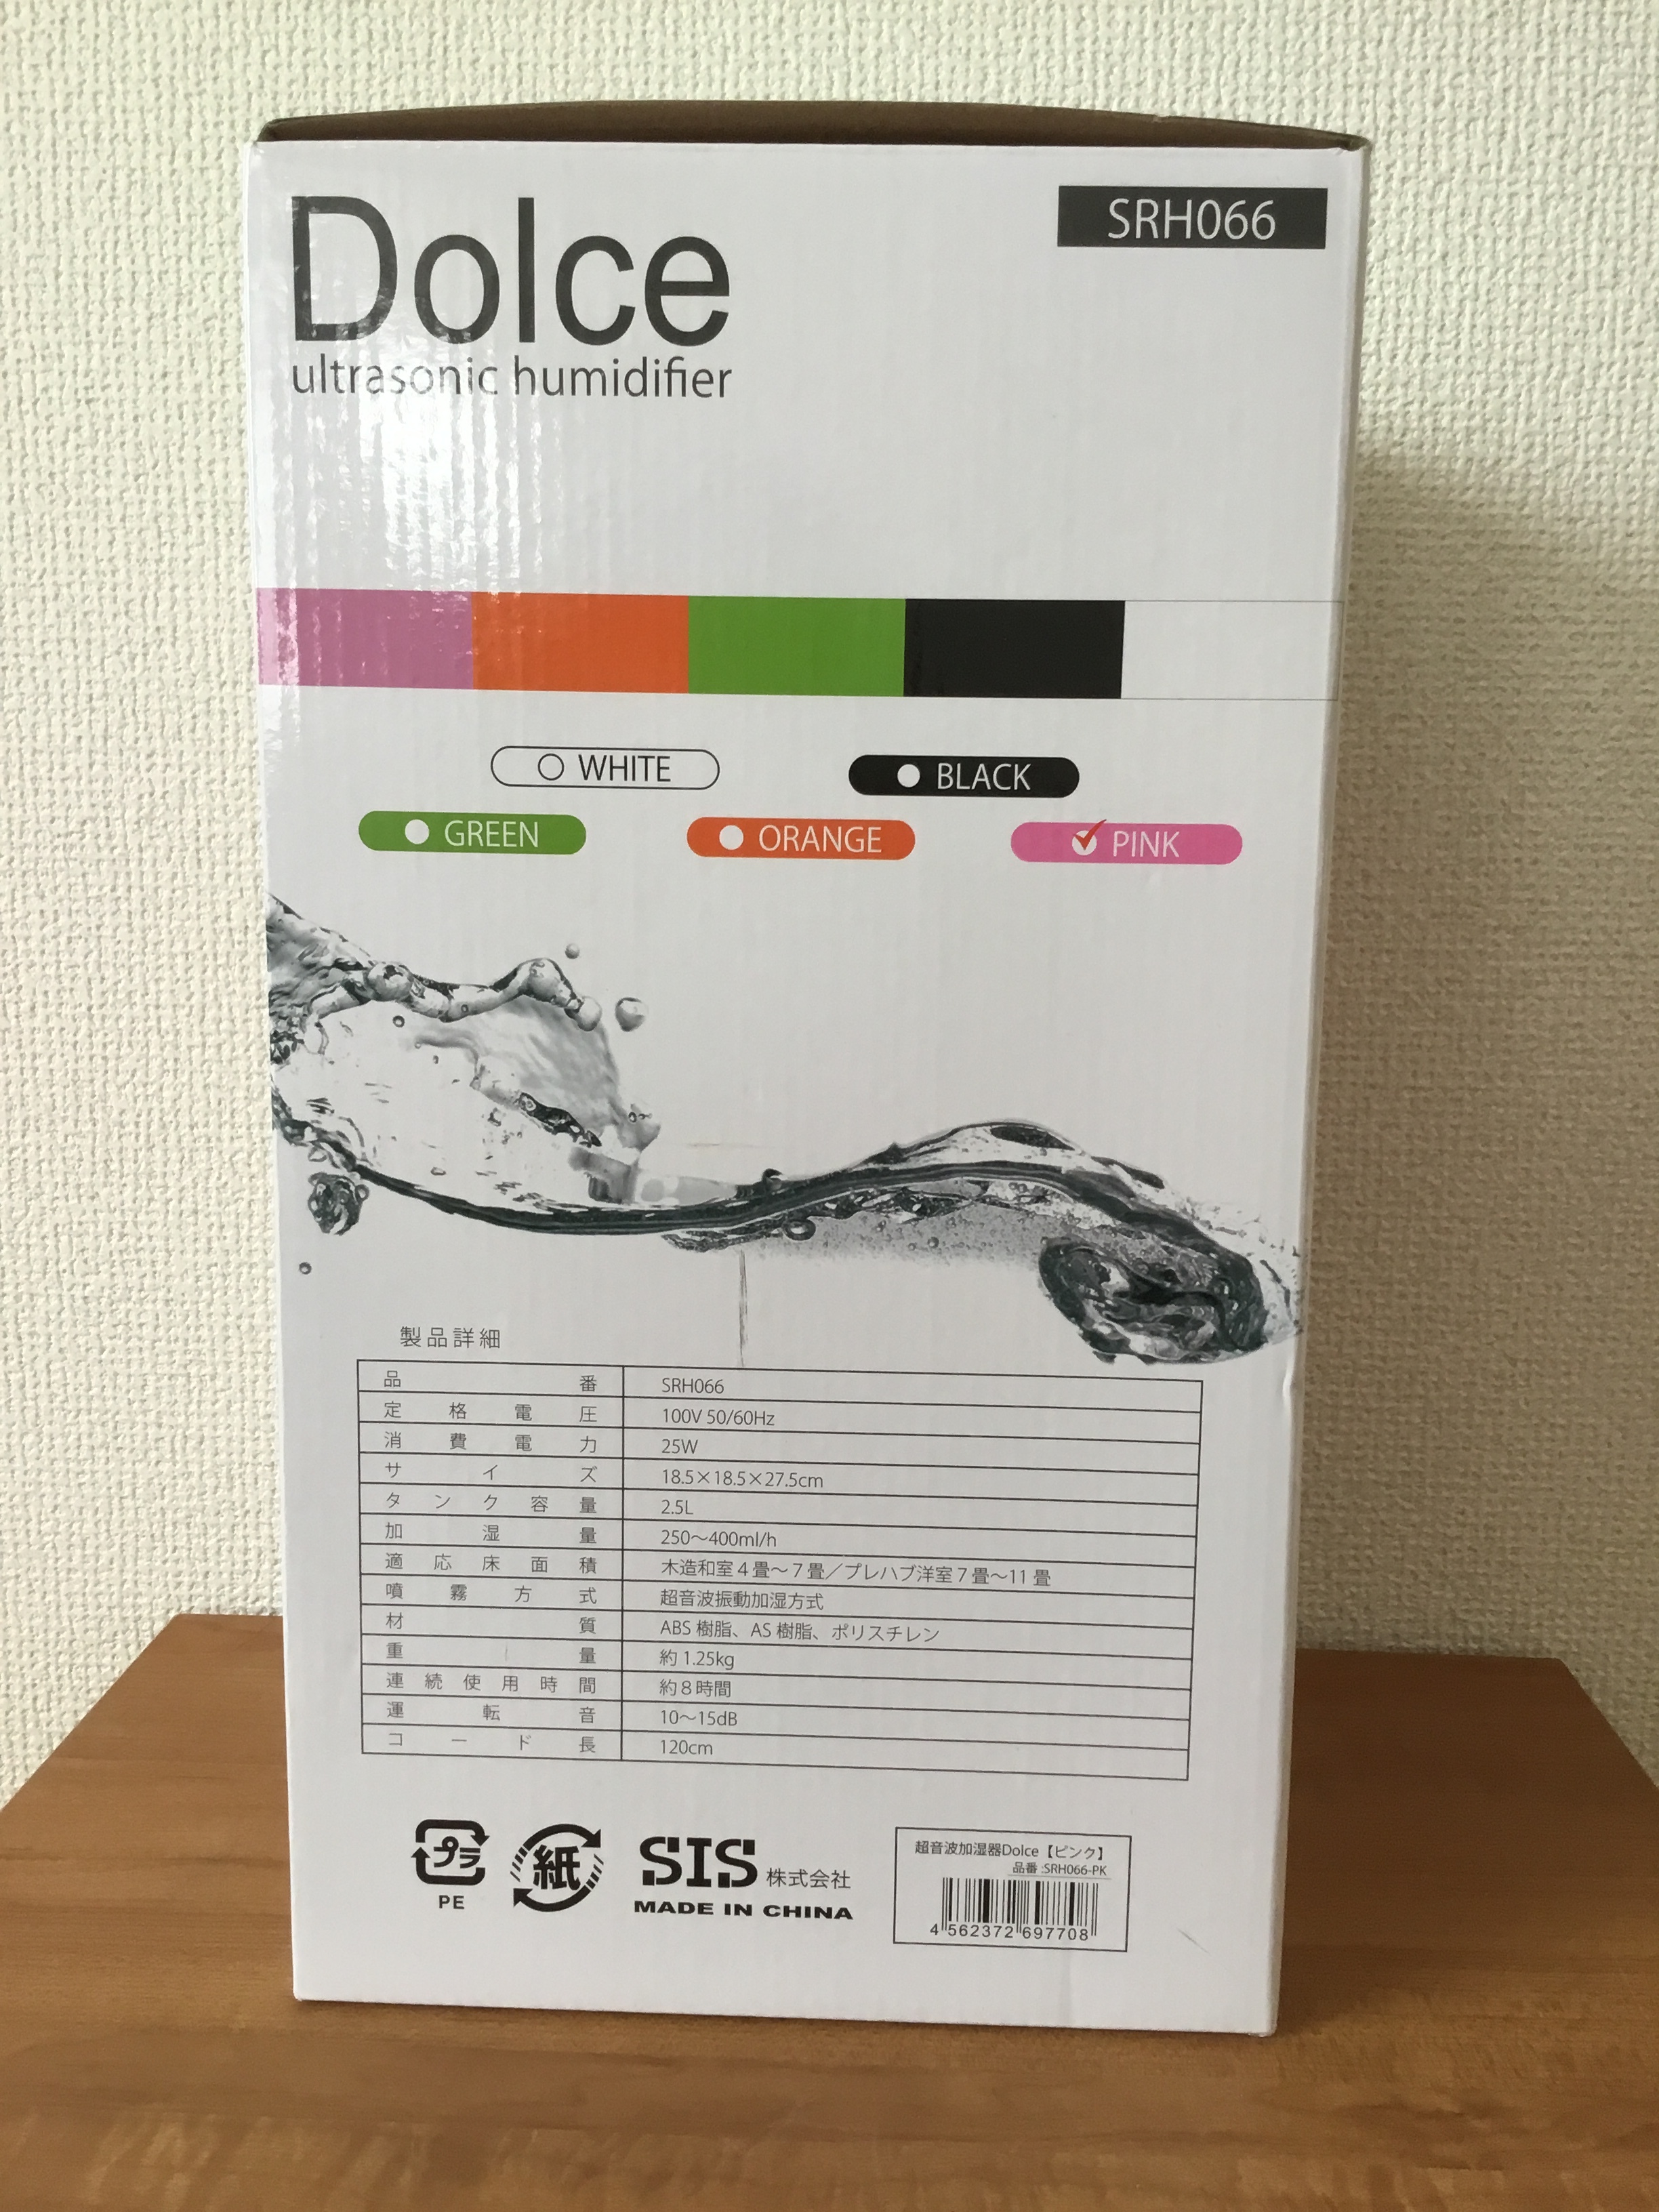 Dolce
SRH066
ultrasonic humidifier
WHITE
BLACK
GREEN
ORANGE
PINK
製品詳細
品番 SRH066
定格電圧 100V 50/60Hz
消費電力 25W
サイズ 18.5×18.5×27.5cm
タンク容量 2.5L
加湿量 250～400ml/h
適応床面積 木造和室4畳～7畳／プレハブ洋室7畳～11畳
噴霧方式 超音波振動加湿方式
材質 ABS樹脂、AS樹脂、ポリスチレン
重量 約1.25kg
連続使用時間 約8時間
運転音 10～15dB
コード長 120cm
プラ
PE
紙
SIS 株式会社
MADE IN CHINA
超音波加湿器Dolce【ピンク】
品番:SRH066-PK
4 562372 697708